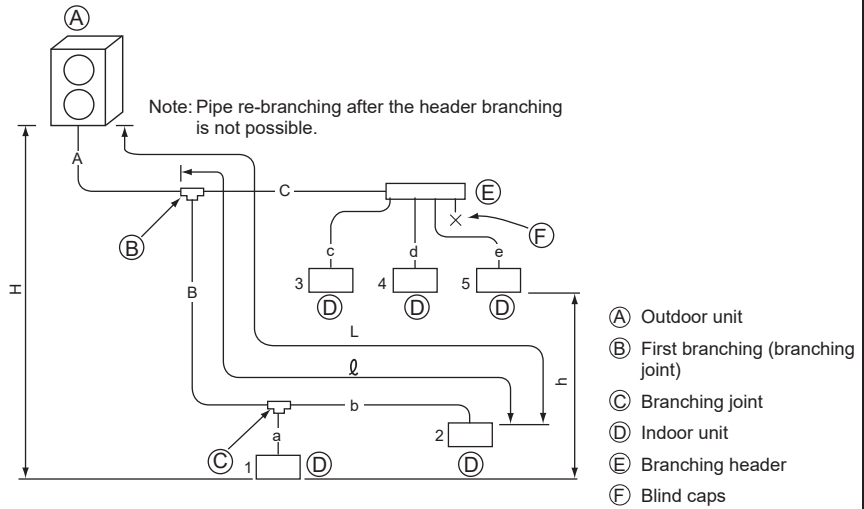 Ⓐ
Note: Pipe re-branching after the header branching
is not possible.
A
C
Ⓔ
Ⓑ
Ⓕ
c
d
e
H
B
3
4
5
Ⓓ
Ⓓ
Ⓓ
L
ℓ
h
b
a
2
Ⓒ
1
Ⓓ
Ⓓ
Ⓐ Outdoor unit
Ⓑ First branching (branching
joint)
Ⓒ Branching joint
Ⓓ Indoor unit
Ⓔ Branching header
Ⓕ Blind caps